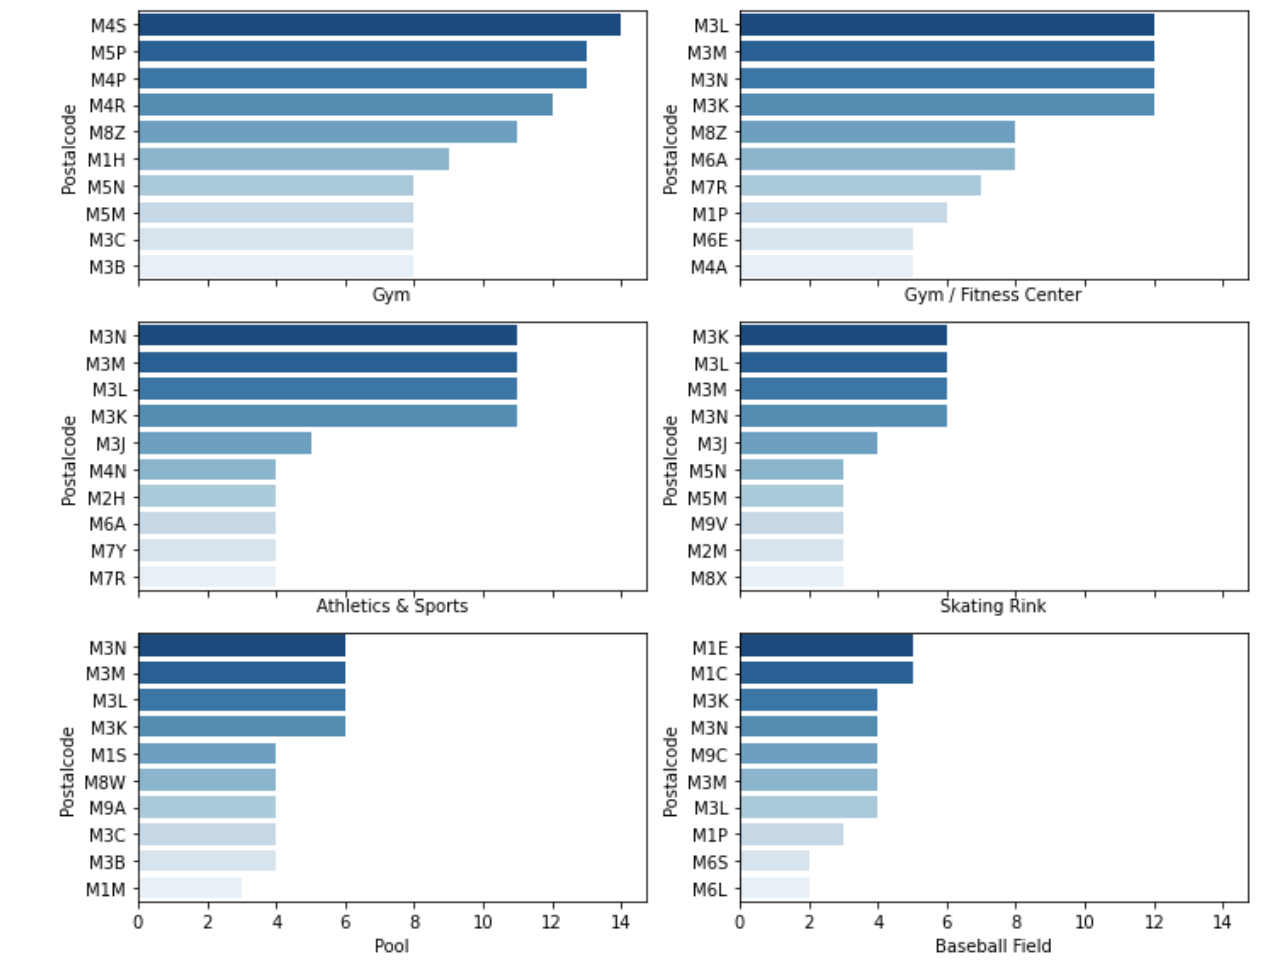 Postalcode
M4S
M5P
M4P
M4R
M8Z
M1H
M5N
M5M
M3C
M3B
Gym
Postalcode
M3L
M3M
M3N
M3K
M8Z
M6A
M7R
M1P
M6E
M4A
Gym / Fitness Center
Postalcode
M3N
M3M
M3L
M3K
M3J
M4N
M2H
M6A
M7Y
M7R
Athletics & Sports
Postalcode
M3K
M3L
M3M
M3N
M3J
M5N
M5M
M9V
M2M
M8X
Skating Rink
Postalcode
M3N
M3M
M3L
M3K
M1S
M8W
M9A
M3C
M3B
M1M
0 2 4 6 8 10 12 14
Pool
Postalcode
M1E
M1C
M3K
M3N
M9C
M3M
M3L
M1P
M6S
M6L
0 2 4 6 8 10 12 14
Baseball Field